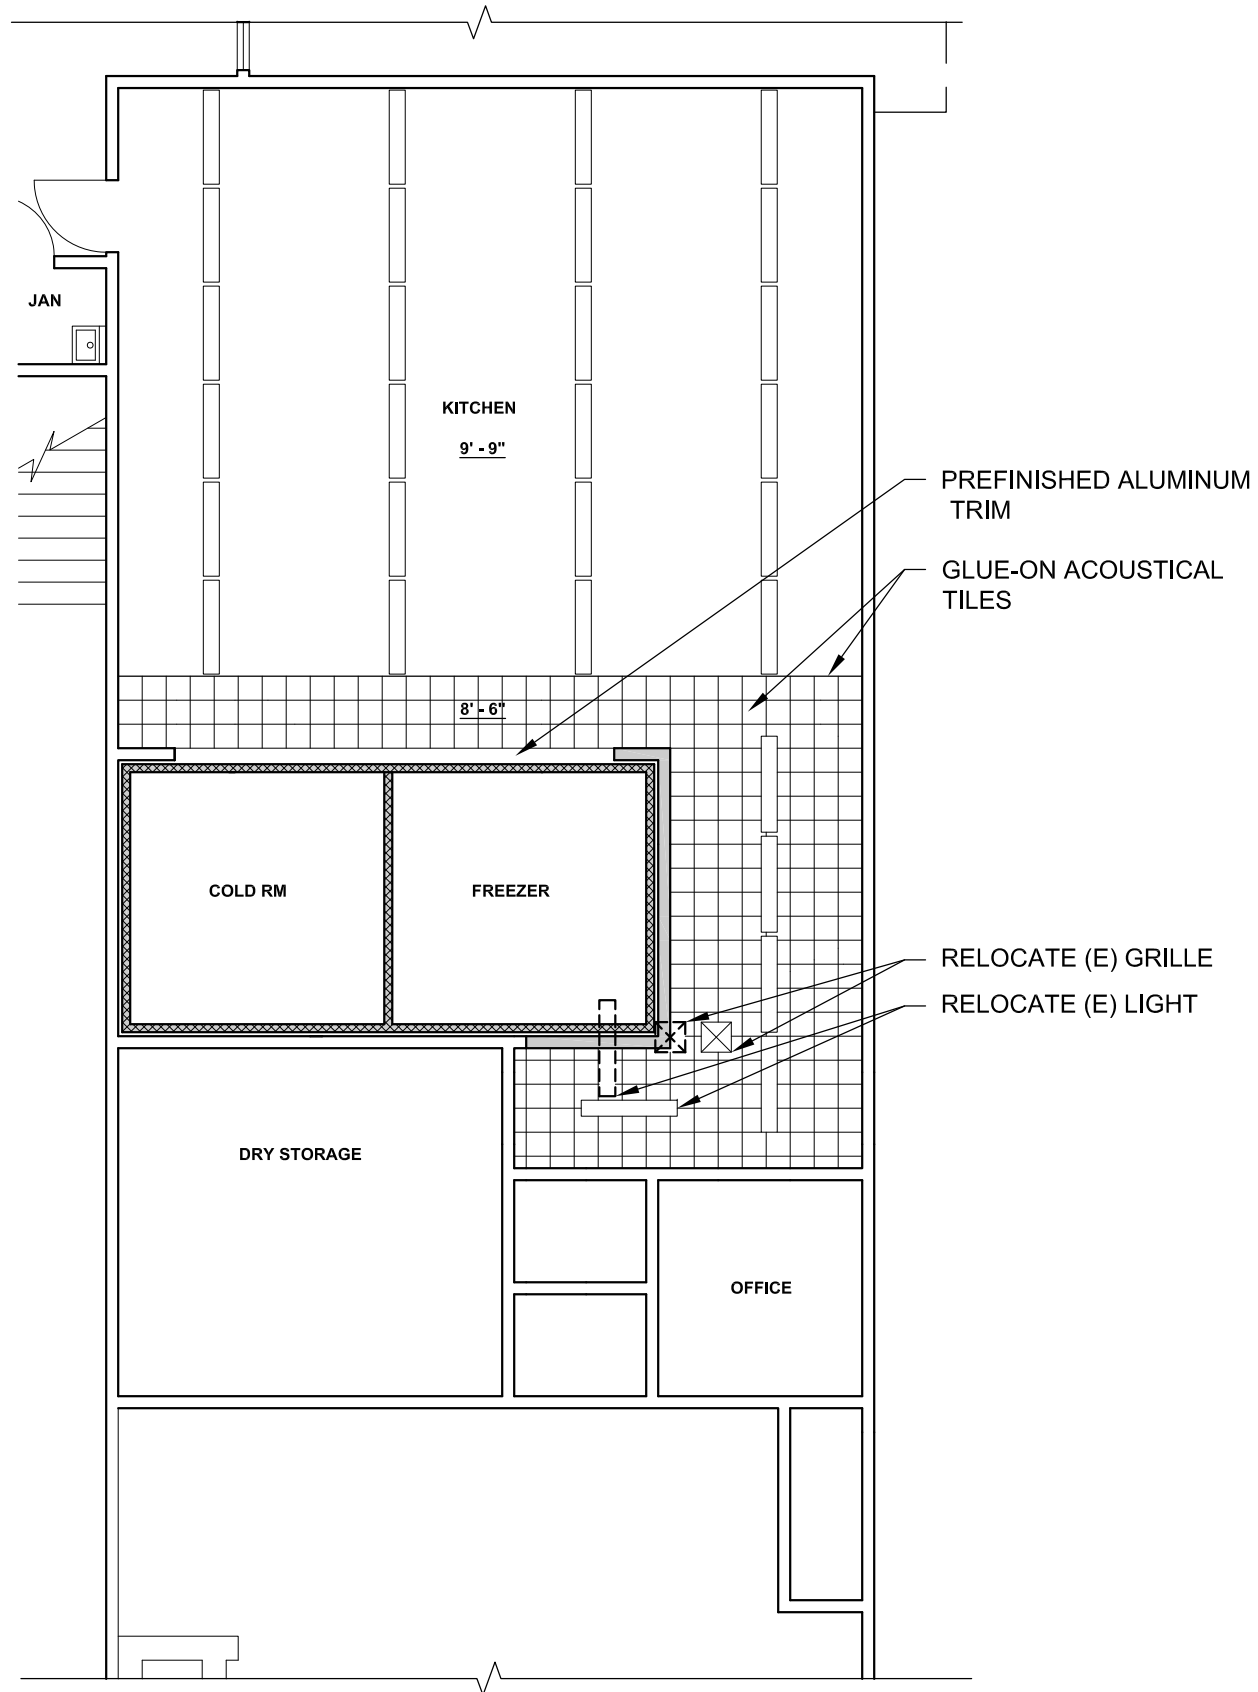 JAN
KITCHEN
9' - 9"
PREFINISHED ALUMINUM
TRIM
GLUE-ON ACOUSTICAL
TILES
8' - 6"
COLD RM
FREEZER
RELOCATE (E) GRILLE
RELOCATE (E) LIGHT
DRY STORAGE
OFFICE